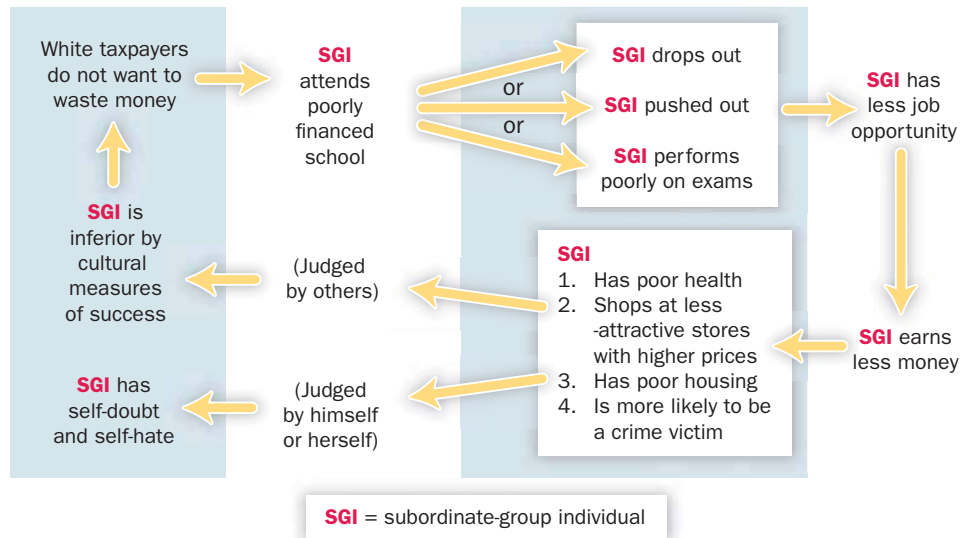 White taxpayers
do not want to
waste money
SGI
attends
poorly
financed
school
or
or
SGI drops out
SGI pushed out
SGI performs
poorly on exams
SGI has
less job
opportunity
SGI earns
less money
SGI
1. Has poor health
2. Shops at less
-attractive stores
with higher prices
3. Has poor housing
4. Is more likely to be
a crime victim
(Judged
by others)
SGI is
inferior by
cultural
measures
of success
(Judged
by himself
or herself)
SGI has
self-doubt
and self-hate
SGI = subordinate-group individual